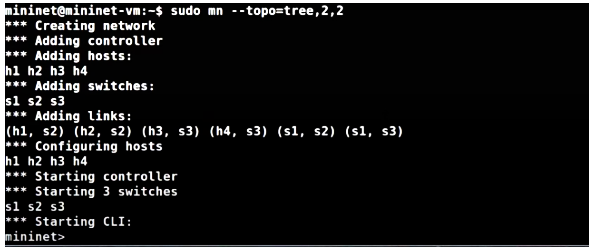 mininet@mininet-vm:~$ sudo mn --topo=tree,2,2
*** Creating network
*** Adding controller
*** Adding hosts:
h1 h2 h3 h4
*** Adding switches:
s1 s2 s3
*** Adding links:
(h1, s2) (h2, s2) (h3, s3) (h4, s3) (s1, s2) (s1, s3)
*** Configuring hosts
h1 h2 h3 h4
*** Starting controller
*** Starting 3 switches
s1 s2 s3
*** Starting CLI:
mininet>